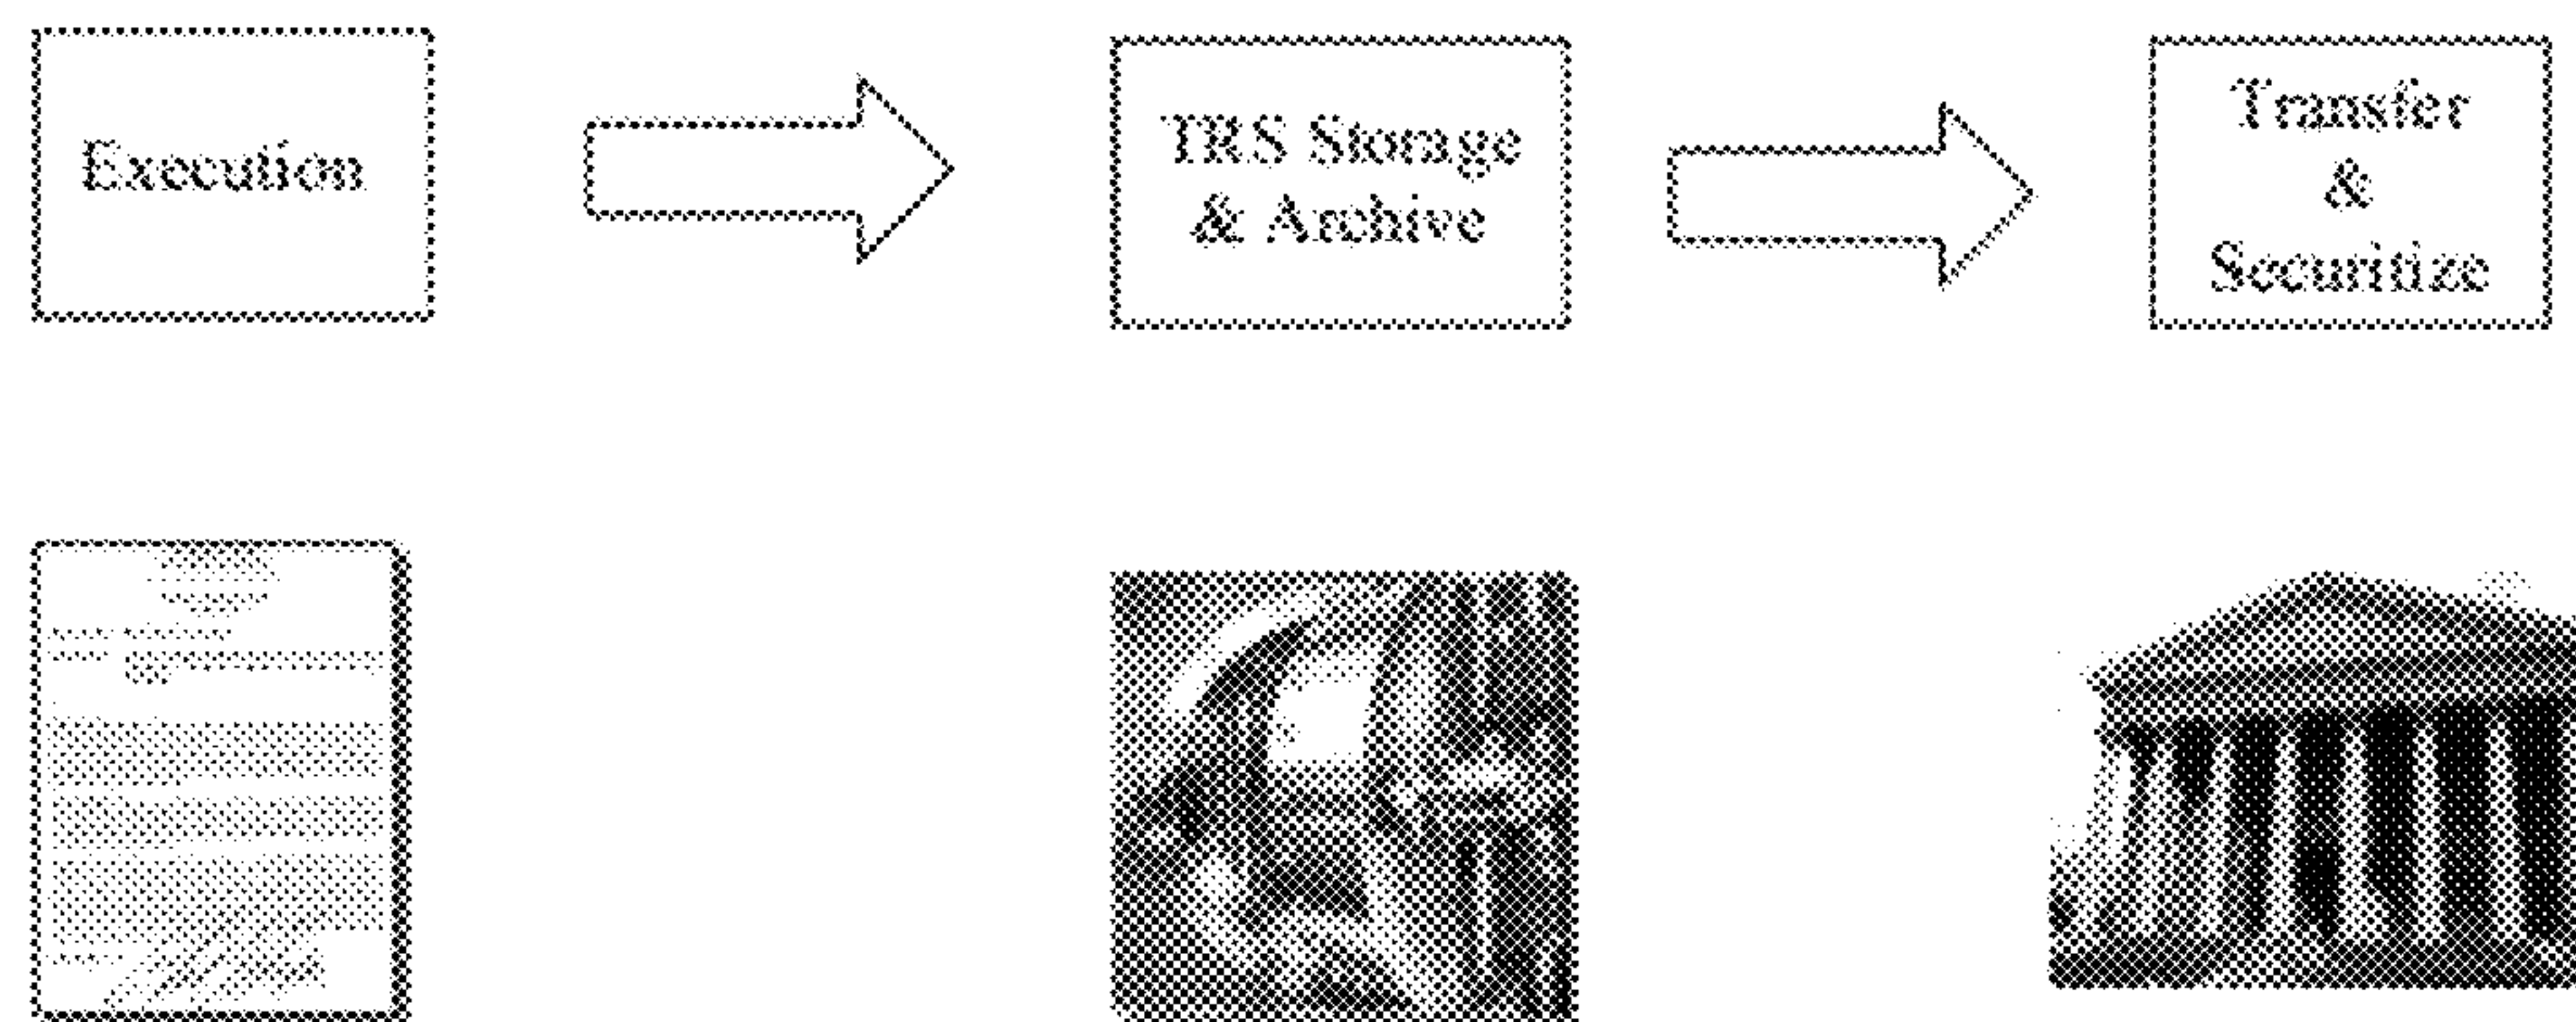 Execution
TRS Storage
& Archive
Transfer
&
Securitize